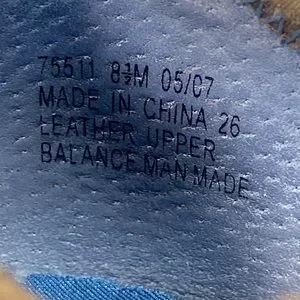 75511 8½M 05/07
MADE IN CHINA 26
LEATHER UPPER
BALANCE MAN MADE